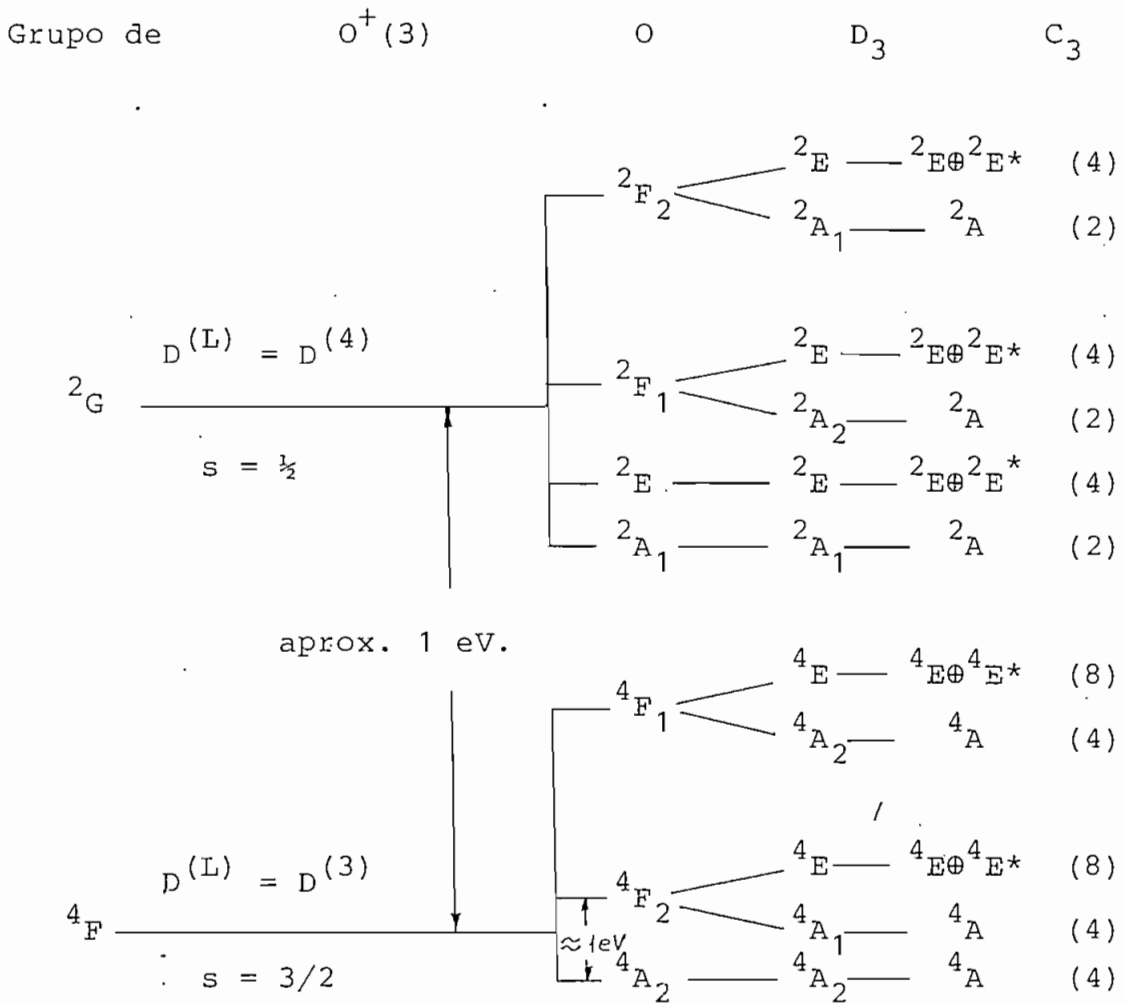 Grupo de O⁺(3) O D₃ C₃
²E ²E⊕²E* (4)
²F₂
²A₁ ²A (2)
D⁽ᴸ⁾ = D⁽⁴⁾
²E ²E⊕²E* (4)
²G
²F₁
²A₂ ²A (2)
s = ½
²E ²E ²E⊕²E* (4)
²A₁ ²A₁ ²A (2)
aprox. 1 eV.
⁴E ⁴E⊕⁴E* (8)
⁴F₁
⁴A₂ ⁴A (4)
D⁽ᴸ⁾ = D⁽³⁾
⁴E ⁴E⊕⁴E* (8)
⁴F₂
⁴F
⁴A₁ ⁴A (4)
≈ 1eV
s = 3/2
⁴A₂ ⁴A₂ ⁴A (4)